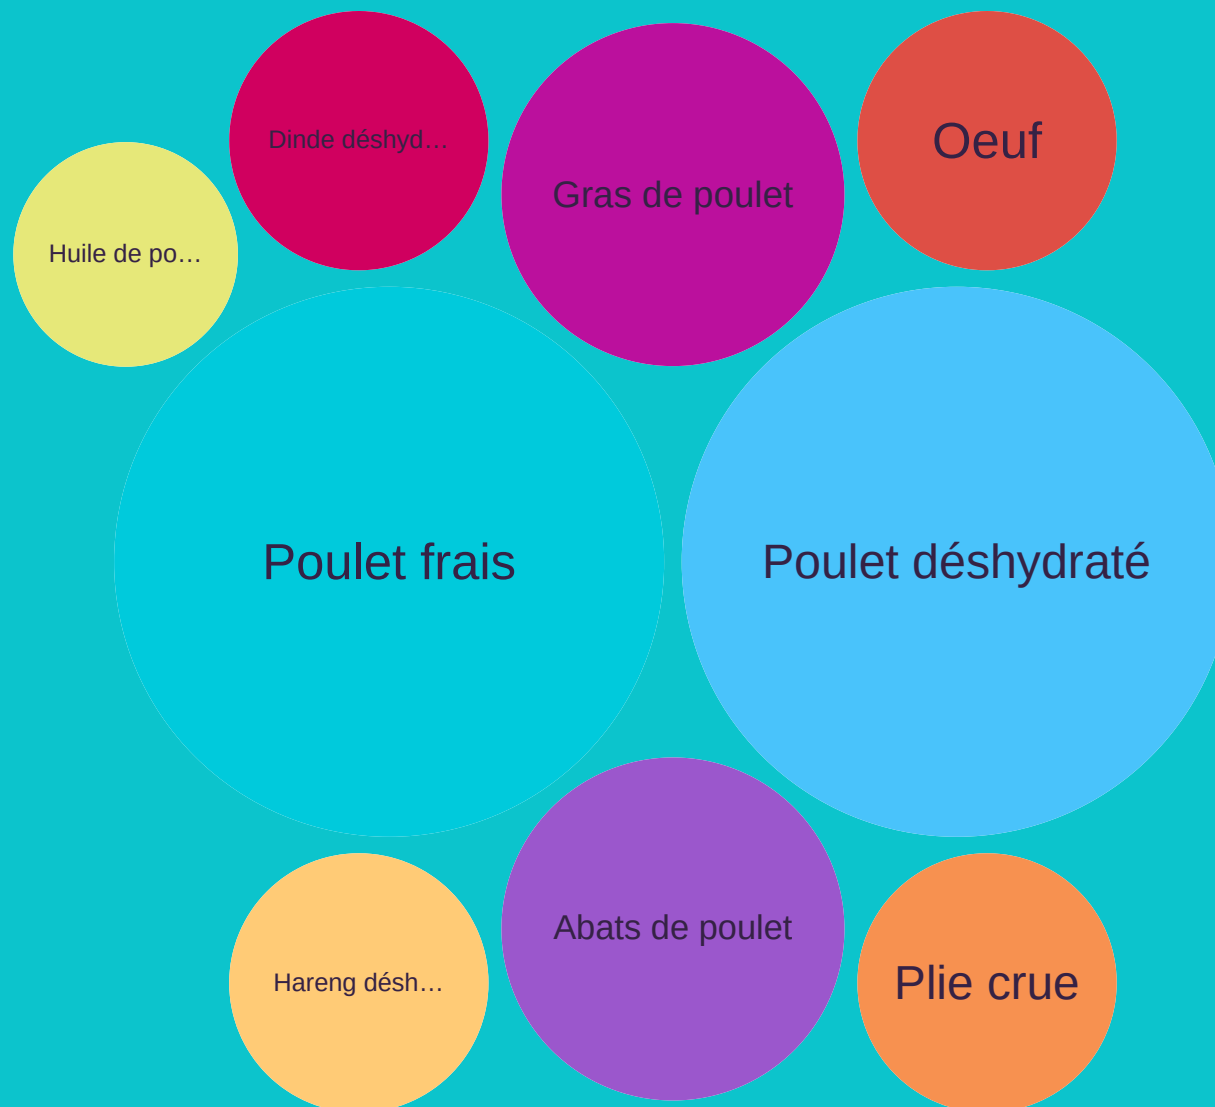 Dinde déshyd…
Oeuf
Gras de poulet
Huile de po…
Poulet frais
Poulet déshydraté
Abats de poulet
Hareng désh…
Plie crue